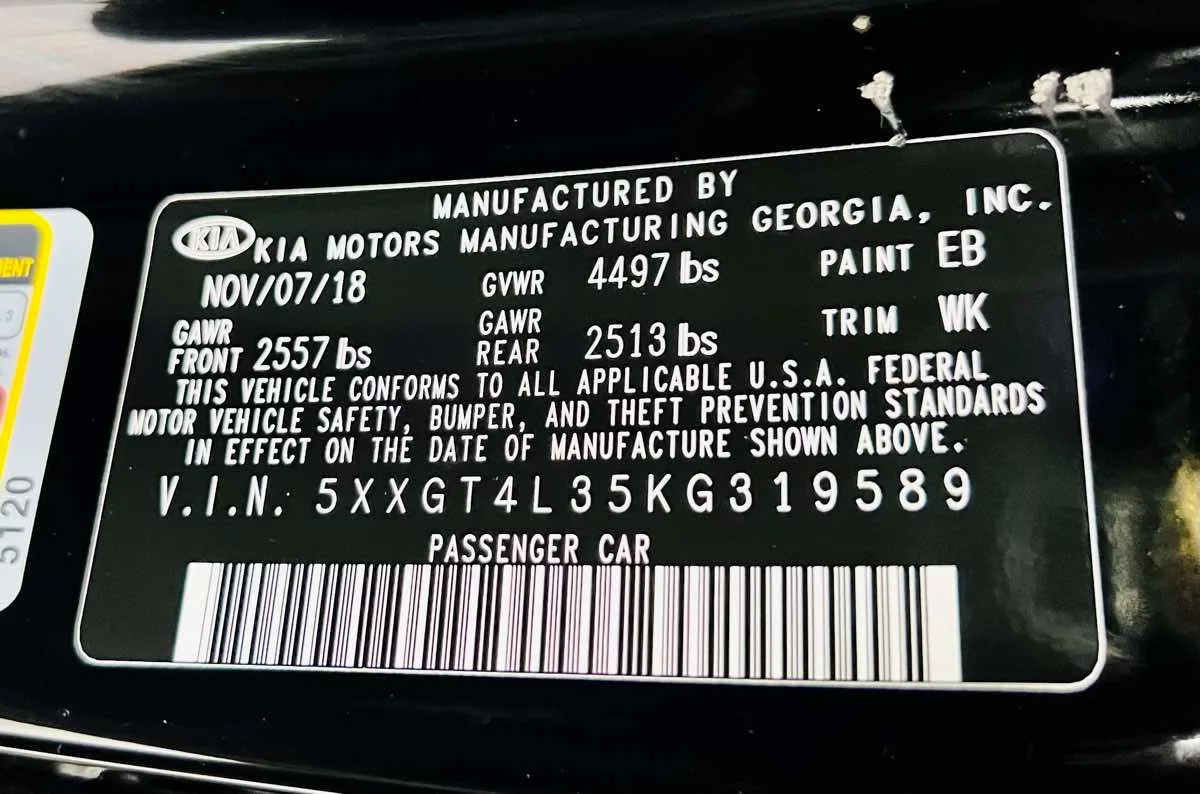 MANUFACTURED BY
KIA KIA MOTORS MANUFACTURING GEORGIA, INC.
NOV/07/18 GVWR 4497 lbs PAINT EB
GAWR FRONT 2557 lbs GAWR REAR 2513 lbs TRIM WK
THIS VEHICLE CONFORMS TO ALL APPLICABLE U.S.A. FEDERAL
MOTOR VEHICLE SAFETY, BUMPER, AND THEFT PREVENTION STANDARDS
IN EFFECT ON THE DATE OF MANUFACTURE SHOWN ABOVE.
V.I.N.: 5XXGT4L35KG319589
PASSENGER CAR
5120